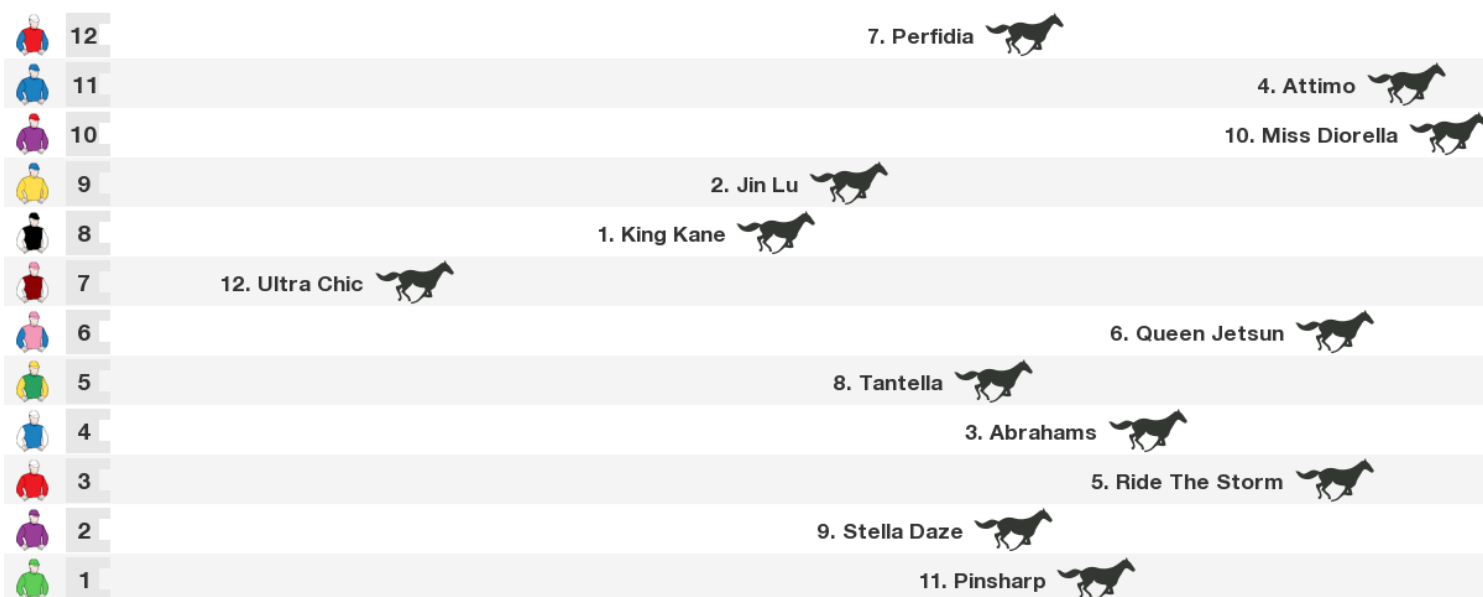 12 7. Perfidia
11 4. Attimo
10 10. Miss Diorella
9 2. Jin Lu
8 1. King Kane
7 12. Ultra Chic
6 6. Queen Jetsun
5 8. Tantella
4 3. Abrahams
3 5. Ride The Storm
2 9. Stella Daze
1 11. Pinsharp